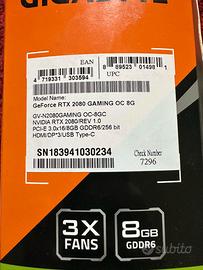 GIGABYTE
EAN
UPC
4 719331 303594
8 89523 01498 1
Model Name:
GeForce RTX 2080 GAMING OC 8G
GV-N2080GAMING OC-8GC
NVIDIA RTX 2080/REV 1.0
PCI-E 3.0x16/8GB GDDR6/256 bit
HDMI/DP*3/USB Type-C
SN183941030234
Check Number
7296
3X
FANS
8GB
GDDR6
subito